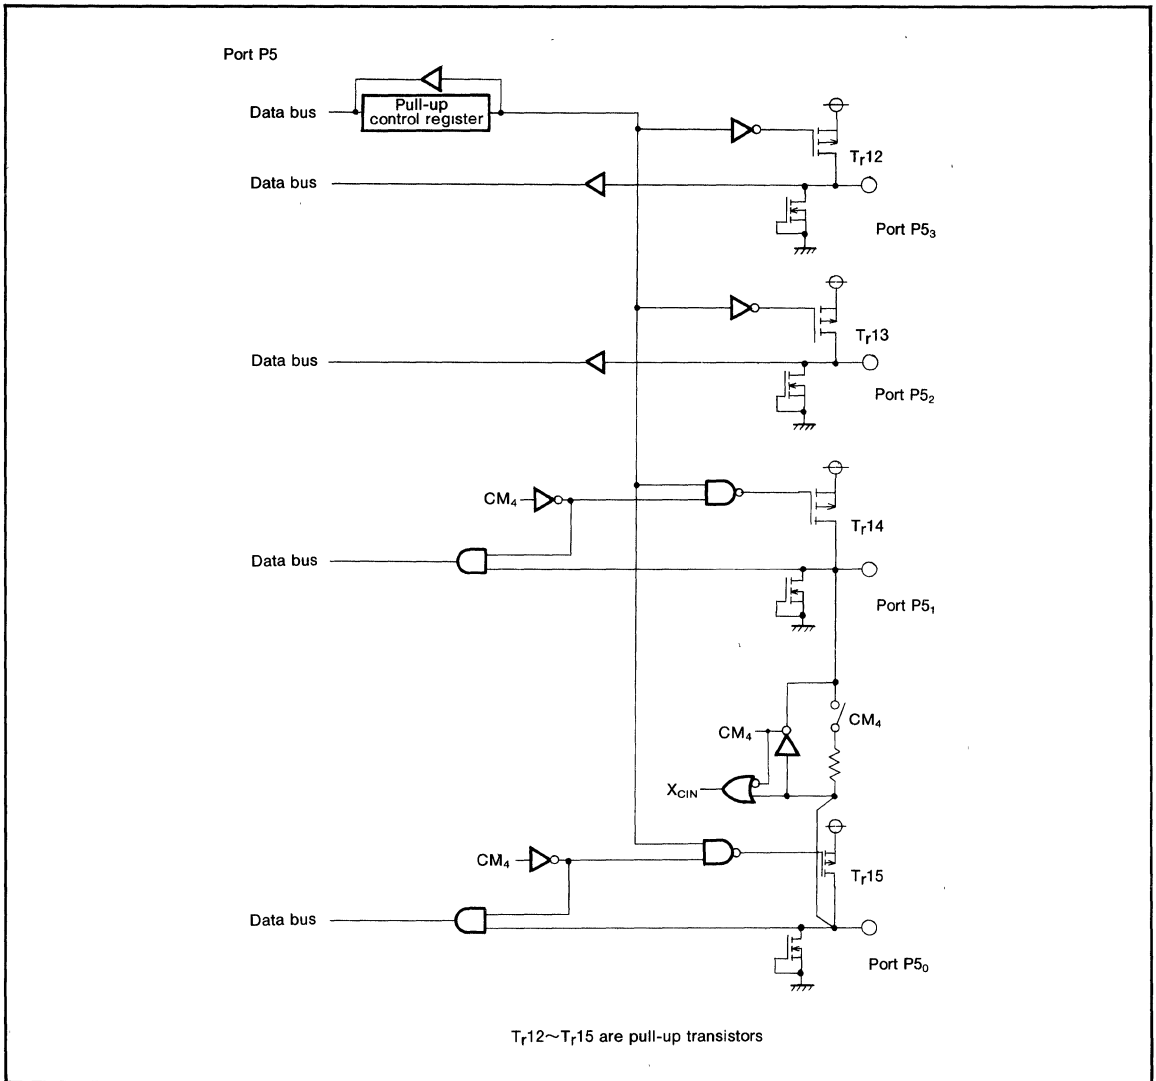 Port P5
Data bus
Pull-up
control register
Tr12
Data bus
Port P5₃
Tr13
Data bus
Port P5₂
CM₄
Tr14
Data bus
Port P5₁
CM₄
CM₄
XCIN
CM₄
Tr15
Data bus
Port P5₀
Tr12~Tr15 are pull-up transistors